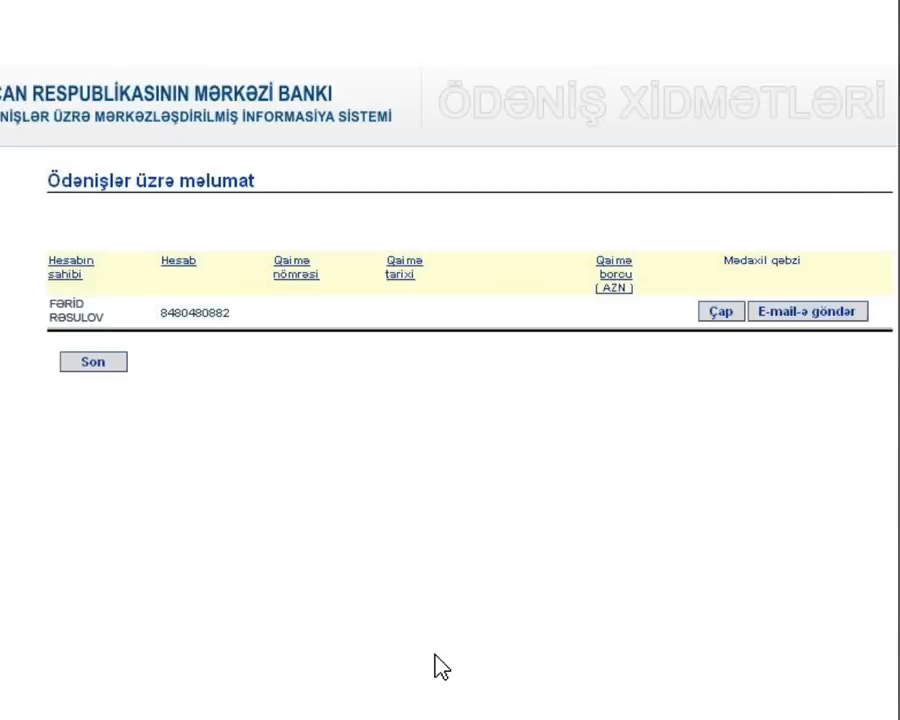 CAN RESPUBLİKASININ MƏRKƏZİ BANKI
NİŞLƏR ÜZRƏ MƏRKƏZLƏŞDİRİLMİŞ İNFORMASİYA SİSTEMİ
ÖDƏNİŞ XİDMƏTLƏRİ
Ödənişlər üzrə məlumat
Hesabın sahibi Hesab Qaimə nömrəsi Qaimə tarixi Qaimə borcu ( AZN ) Mədaxil qəbzi
FƏRİD RƏSULOV 8480480882 Çap E-mail-ə göndər
Son